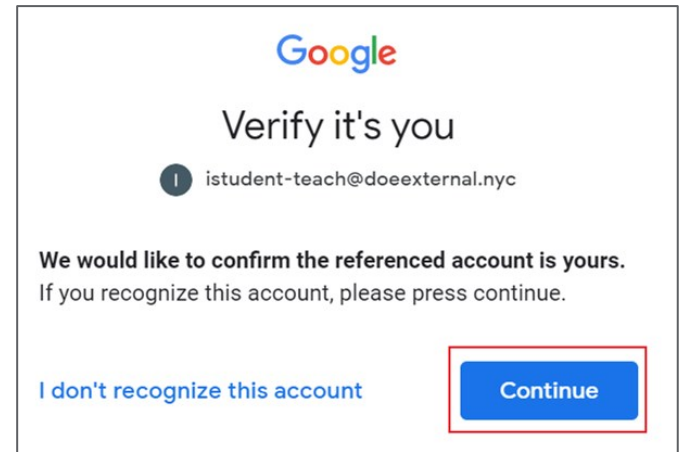 Google
Verify it's you
I istudent-teach@doeexternal.nyc
We would like to confirm the referenced account is yours.
If you recognize this account, please press continue.
I don't recognize this account
Continue